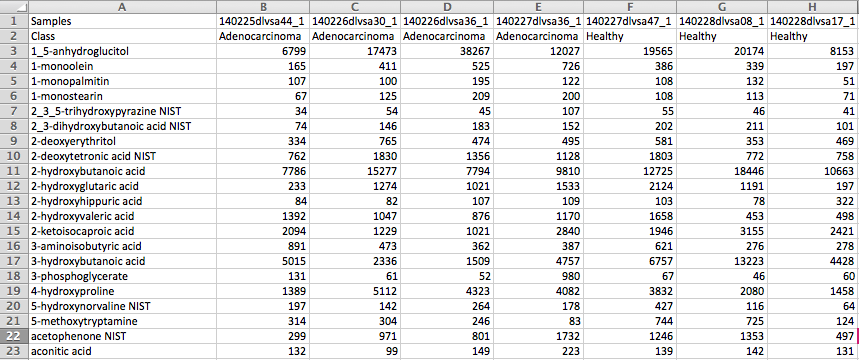 A B C D E F G H
1 Samples 140225dlvsa44_1 140226dlvsa30_1 140226dlvsa36_1 140227dlvsa36_1 140227dlvsa47_1 140228dlvsa08_1 140228dlvsa17_1
2 Class Adenocarcinoma Adenocarcinoma Adenocarcinoma Adenocarcinoma Healthy Healthy Healthy
3 1_5-anhydroglucitol 6799 17473 38267 12027 19565 20174 8153
4 1-monoolein 165 411 525 726 386 339 197
5 1-monopalmitin 107 100 195 122 108 132 51
6 1-monostearin 67 125 209 200 108 113 71
7 2_3_5-trihydroxypyrazine NIST 34 54 45 107 55 46 41
8 2_3-dihydroxybutanoic acid NIST 74 146 183 152 202 211 101
9 2-deoxyerythritol 334 765 474 495 581 353 469
10 2-deoxytetronic acid NIST 762 1830 1356 1128 1803 772 758
11 2-hydroxybutanoic acid 7786 15277 7794 9810 12725 18446 10663
12 2-hydroxyglutaric acid 233 1274 1021 1533 2124 1191 197
13 2-hydroxyhippuric acid 84 82 107 109 103 78 322
14 2-hydroxyvaleric acid 1392 1047 876 1170 1658 453 498
15 2-ketoisocaproic acid 2094 1229 1021 2840 1946 3155 2421
16 3-aminoisobutyric acid 891 473 362 387 621 276 278
17 3-hydroxybutanoic acid 5015 2336 1509 4757 6757 13223 4428
18 3-phosphoglycerate 131 61 52 980 67 46 60
19 4-hydroxyproline 1389 5112 4323 4082 3832 2080 1458
20 5-hydroxynorvaline NIST 197 142 264 178 427 116 64
21 5-methoxytryptamine 314 304 246 83 744 725 124
22 acetophenone NIST 299 971 801 1732 1246 1353 497
23 aconitic acid 132 99 149 223 139 142 131